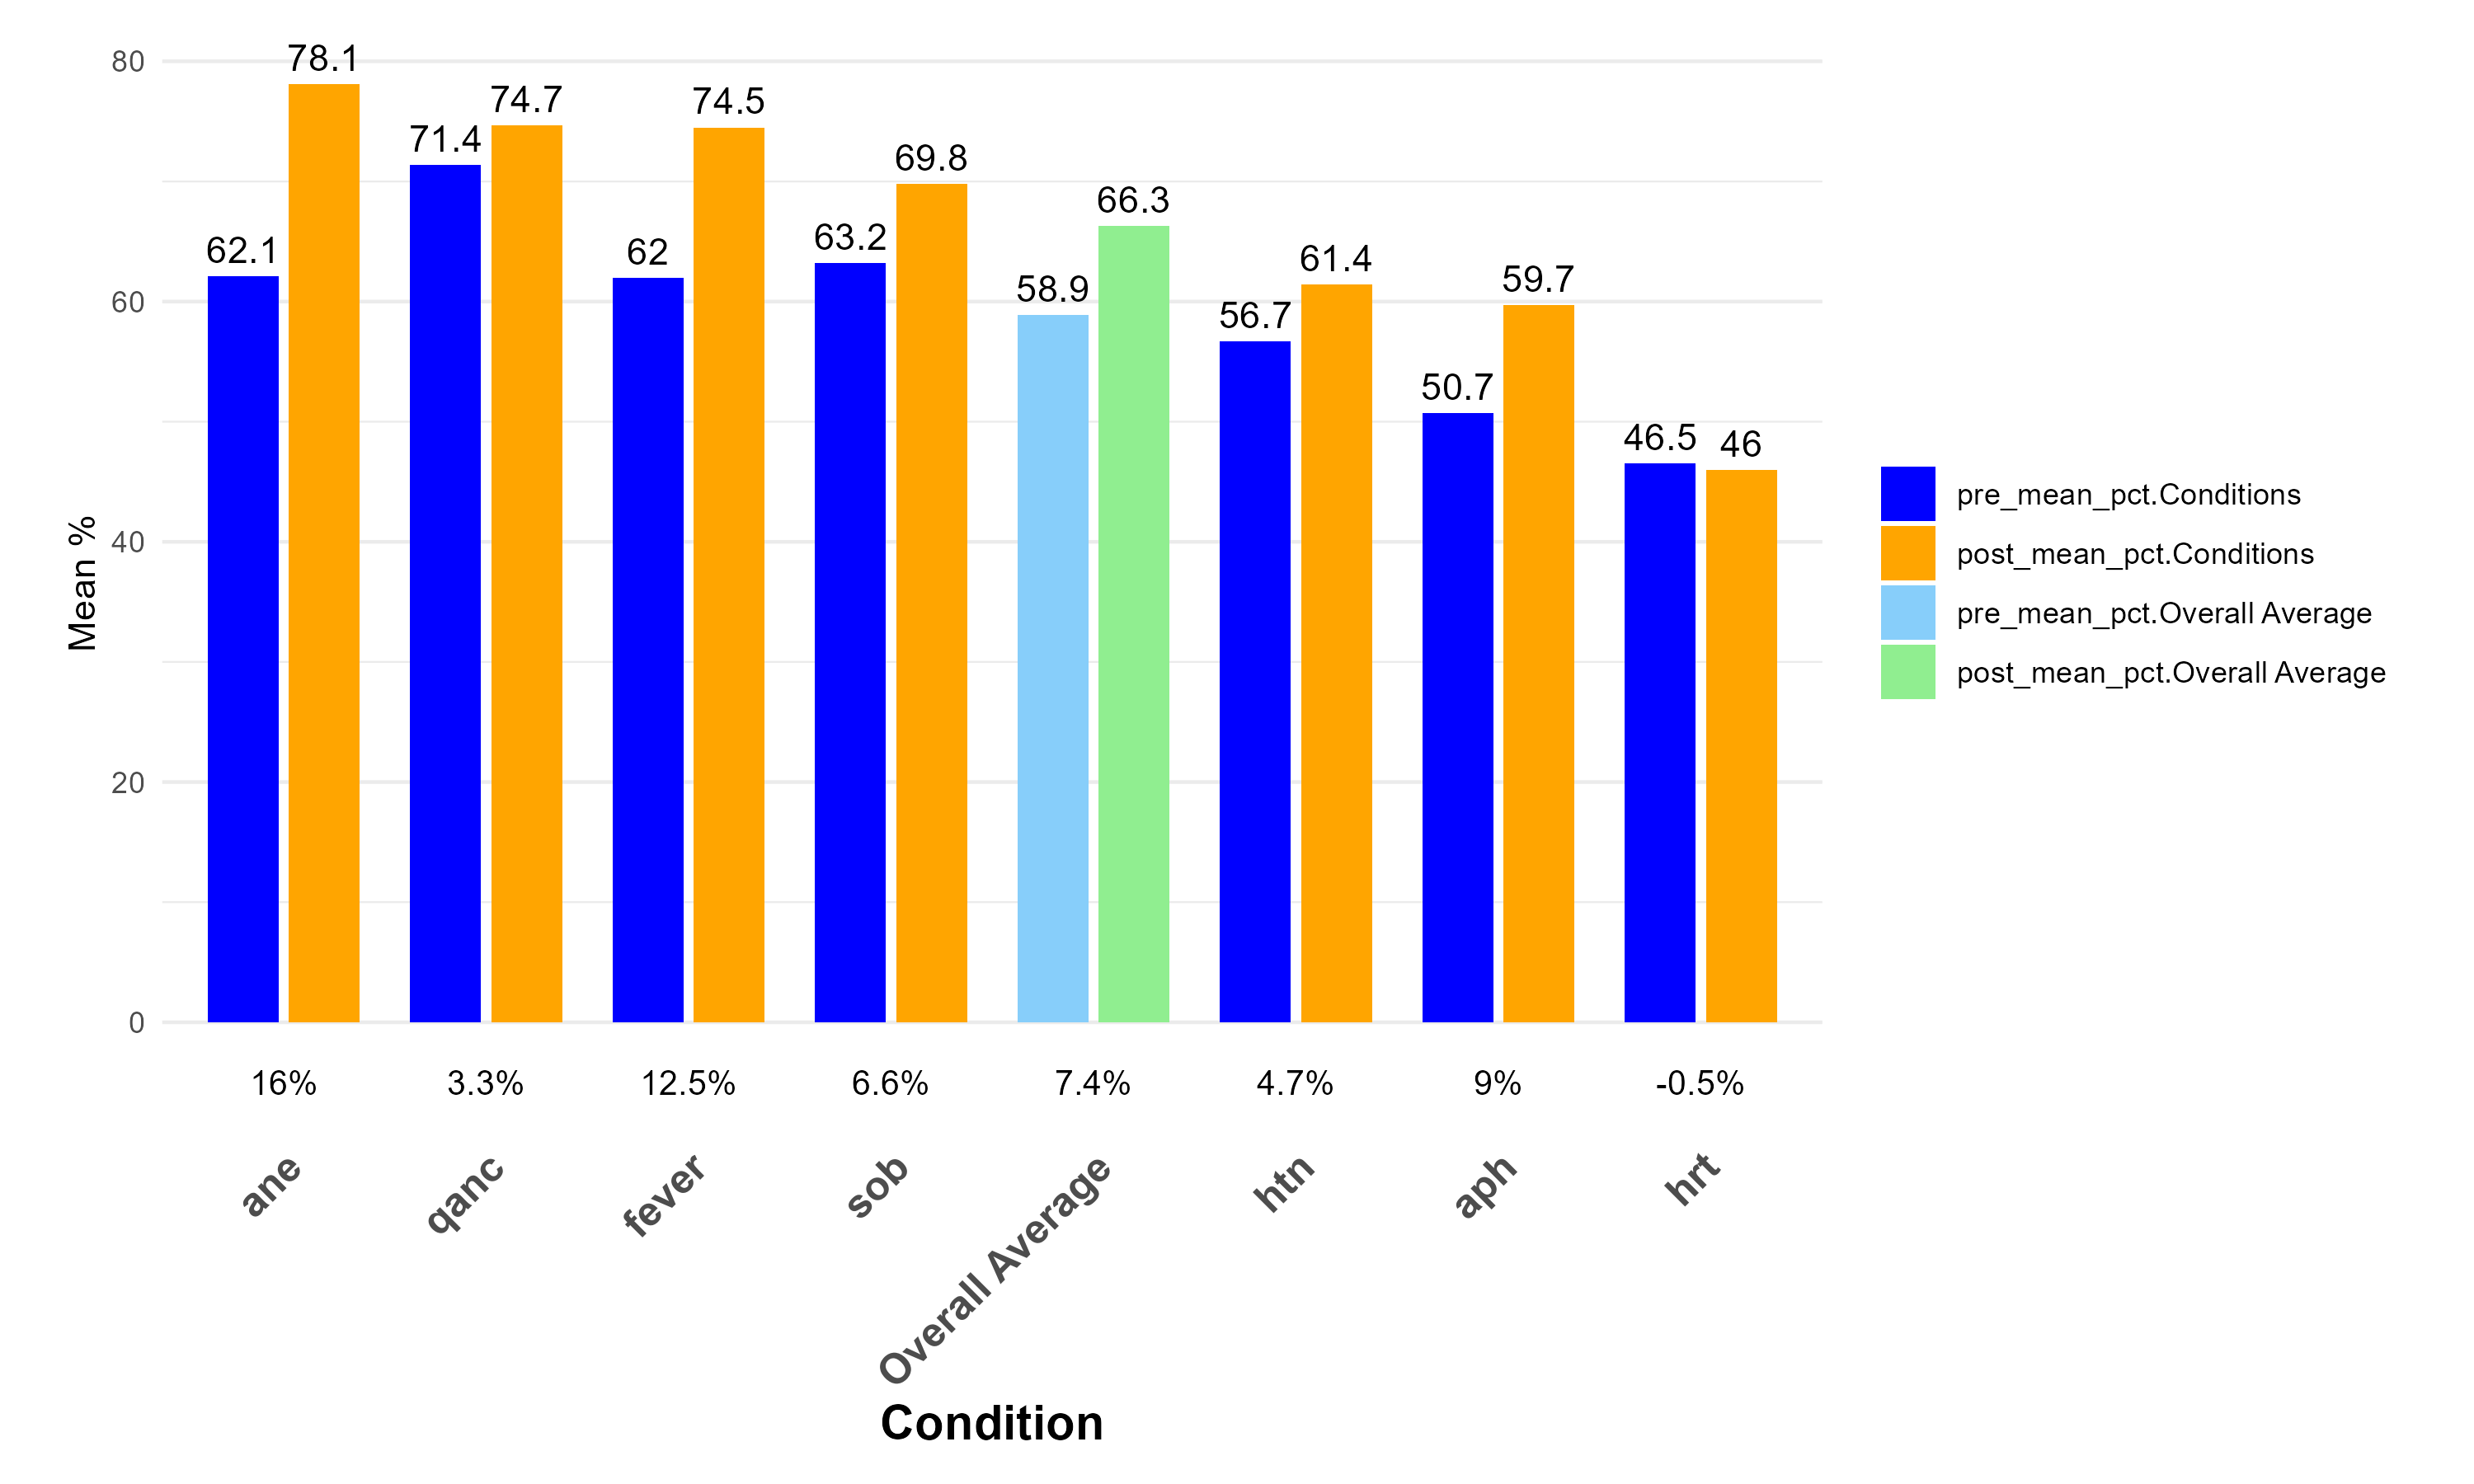 80
60
40
20
0
Mean %
62.1
78.1
71.4
74.7
62
74.5
63.2
69.8
58.9
66.3
56.7
61.4
50.7
59.7
46.5
46
16%
3.3%
12.5%
6.6%
7.4%
4.7%
9%
-0.5%
ane
qanc
fever
sob
Overall Average
htn
aph
hrt
Condition
pre_mean_pct.Conditions
post_mean_pct.Conditions
pre_mean_pct.Overall Average
post_mean_pct.Overall Average